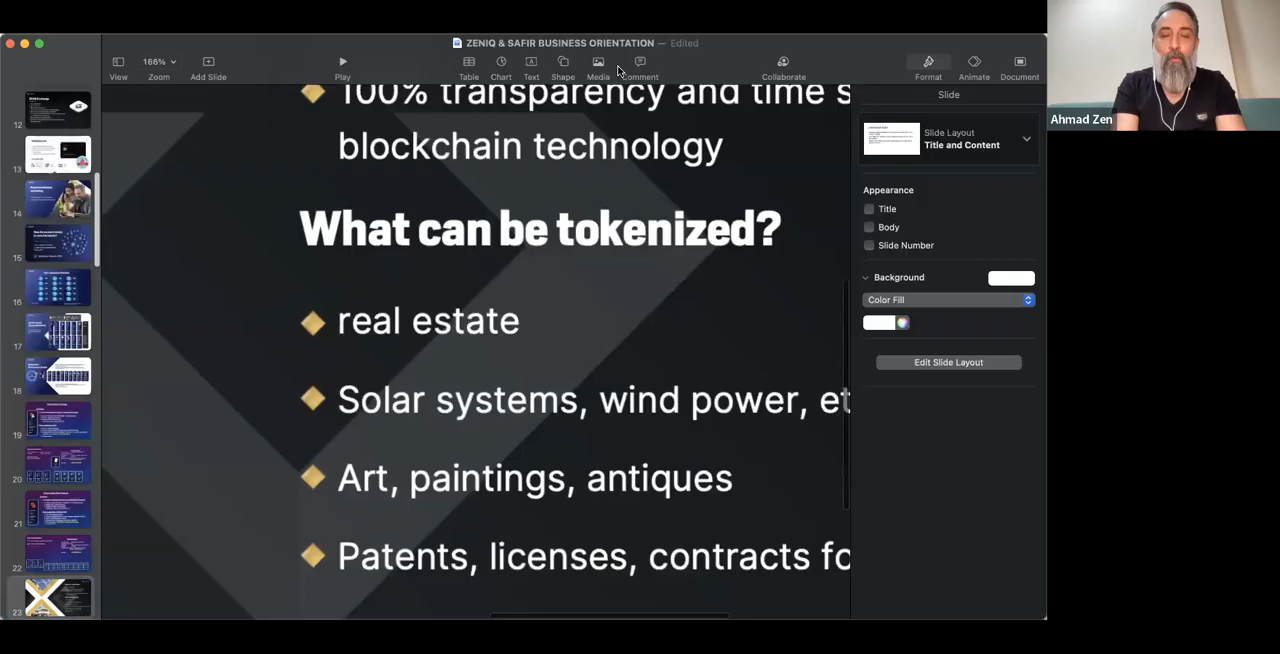 ZENIQ & SAFIR BUSINESS ORIENTATION — Edited
166%
View
Zoom
Add Slide
Play
Table
Chart
Text
Shape
Media
Comment
Collaborate
Format
Animate
Document
12
13
14
15
16
17
18
19
20
21
22
23
100% transparency and time s
blockchain technology
What can be tokenized?
real estate
Solar systems, wind power, et
Art, paintings, antiques
Patents, licenses, contracts fo
Slide
Slide Layout
Title and Content
Appearance
Title
Body
Slide Number
Background
Color Fill
Edit Slide Layout
Ahmad Zen